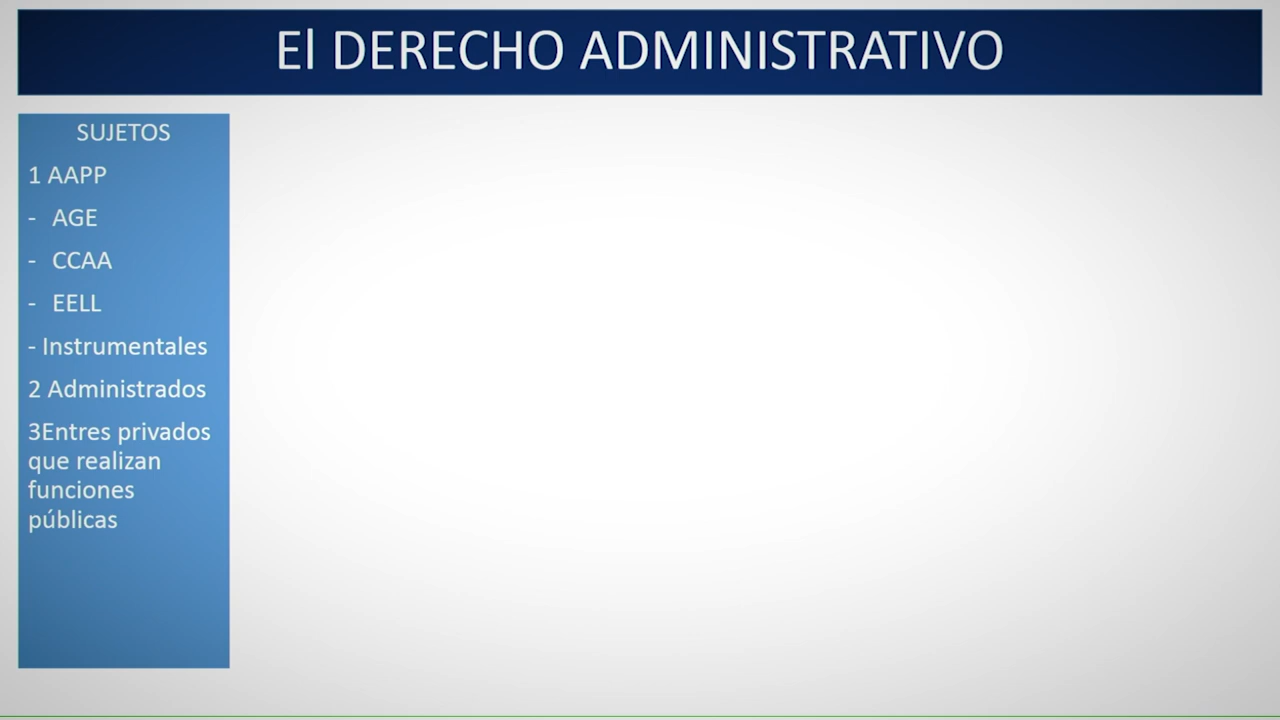 El DERECHO ADMINISTRATIVO
SUJETOS
1 AAPP
- AGE
- CCAA
- EELL
- Instrumentales
2 Administrados
3Entres privados
que realizan
funciones
públicas